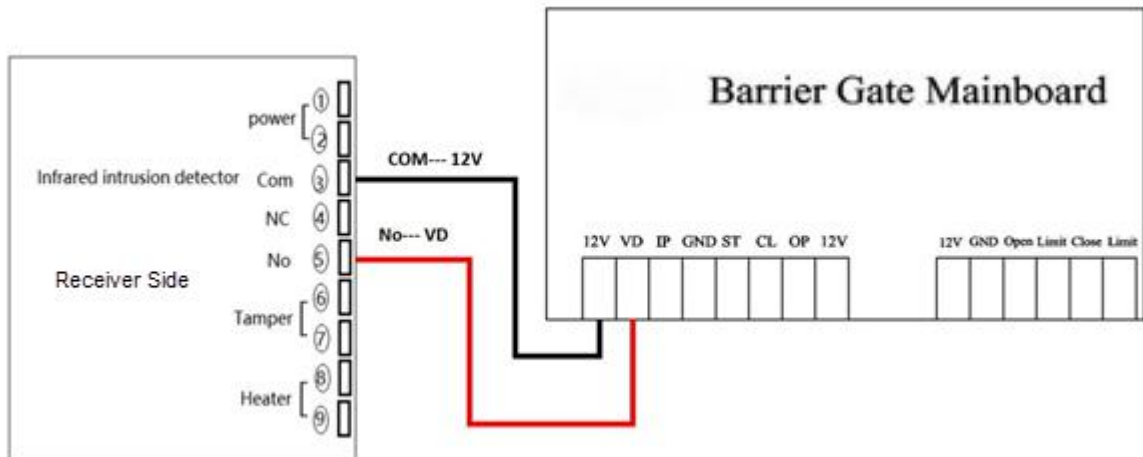 Barrier Gate Mainboard
① 
power
②
COM--- 12V
Infrared intrusion detector Com ③
NC ④
No--- VD
No ⑤
Receiver Side
⑥
Tamper
⑦
⑧
Heater
⑨
12V VD IP GND ST CL OP 12V
12V GND Open Limit Close Limit